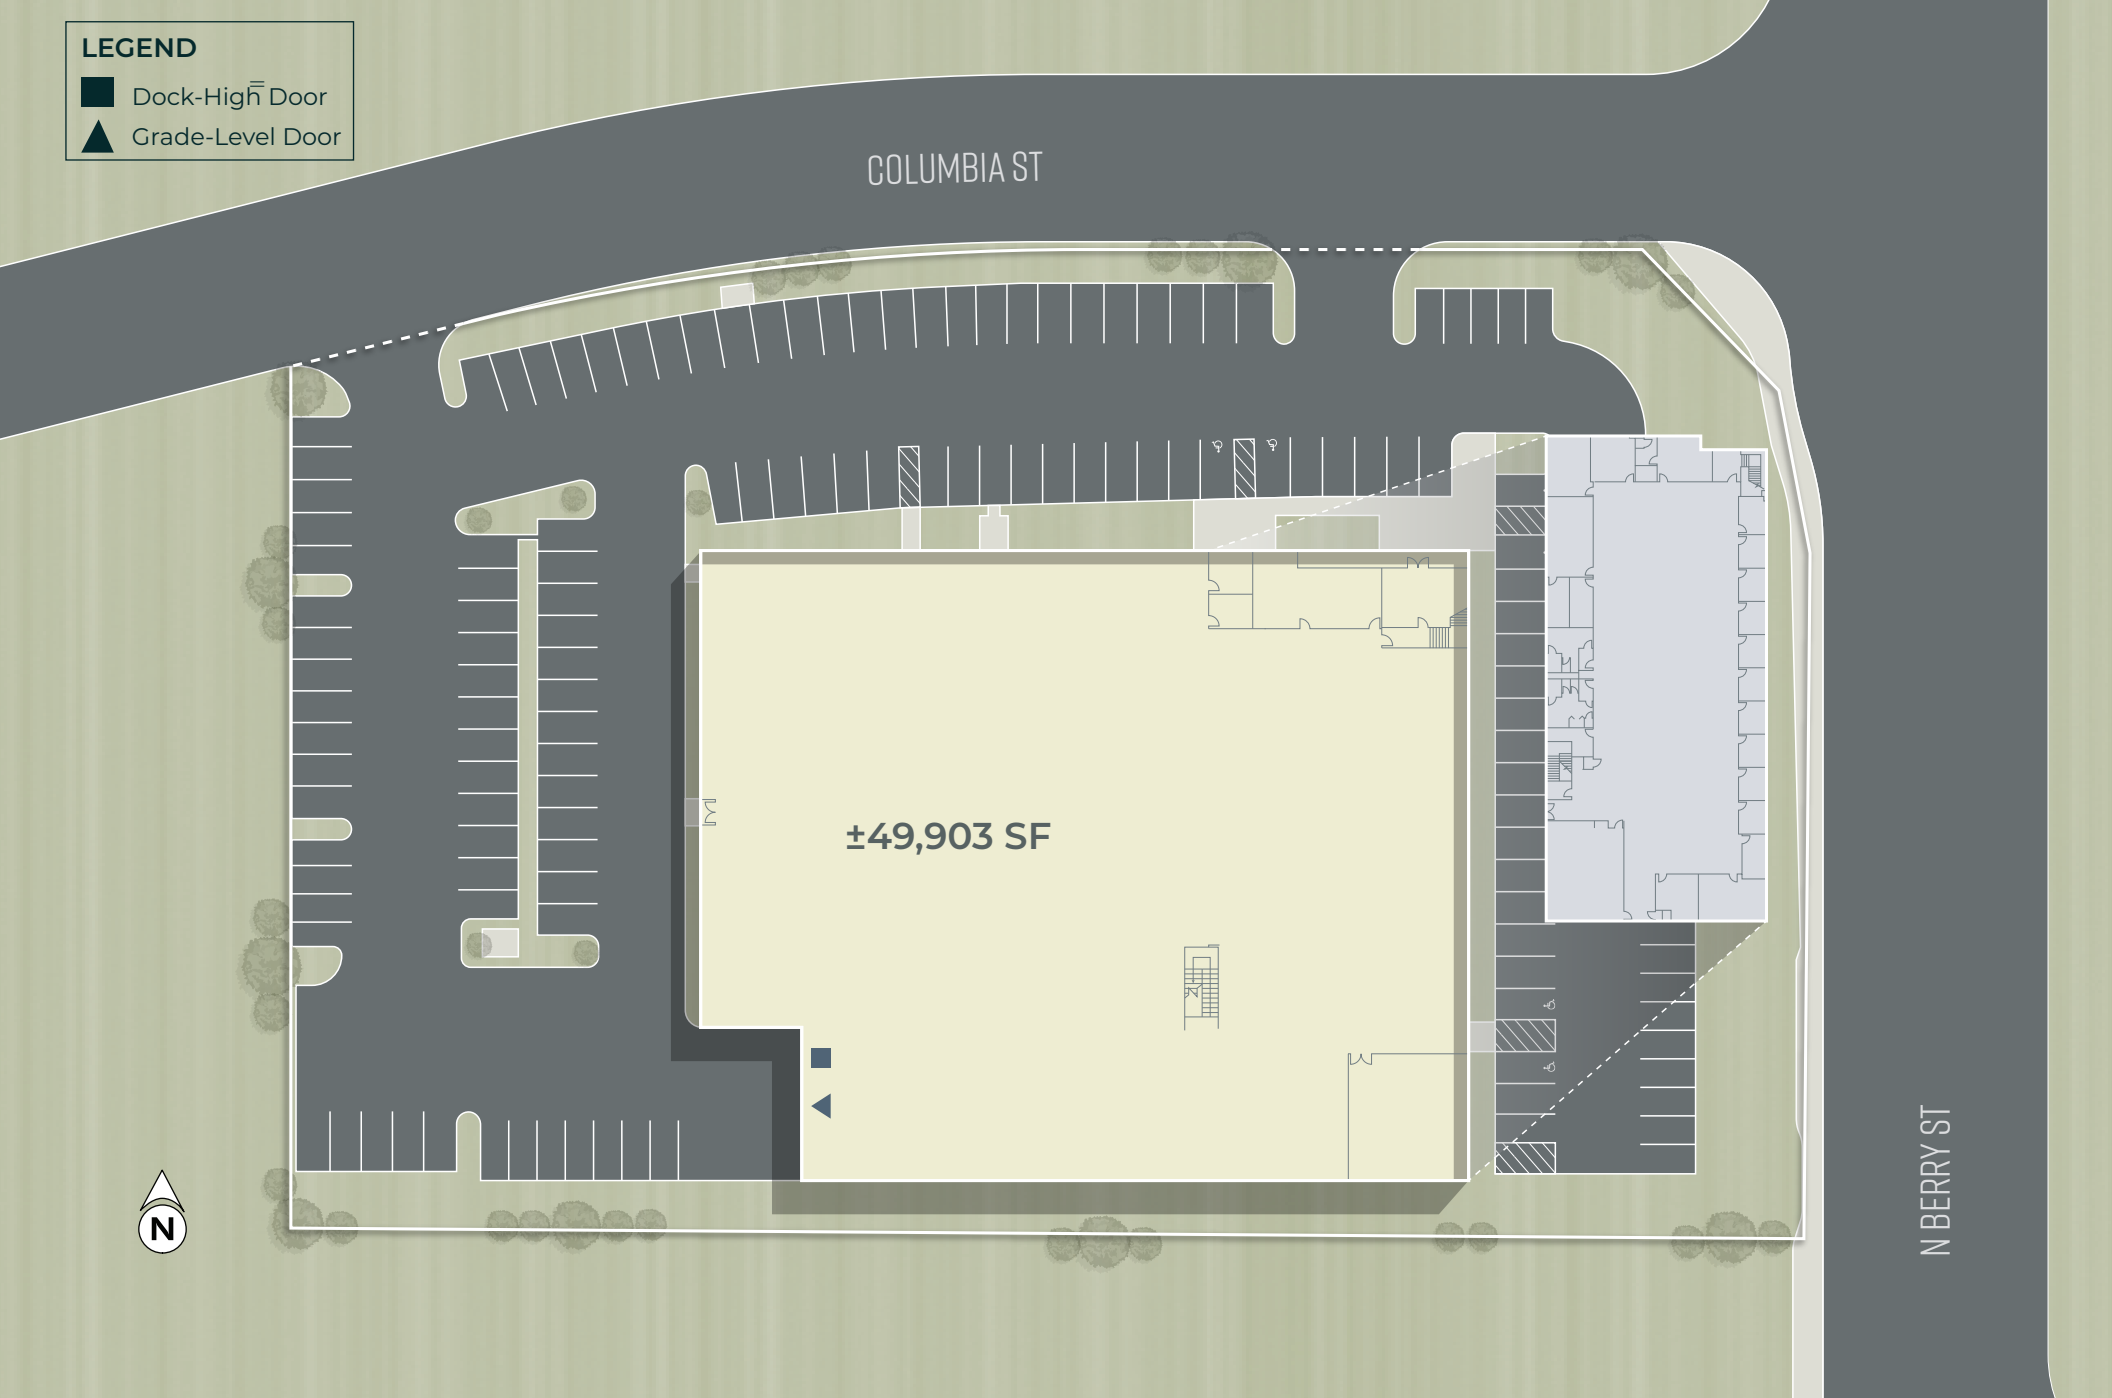 LEGEND
Dock-High Door
Grade-Level Door
COLUMBIA ST
±49,903 SF
N BERRY ST
N